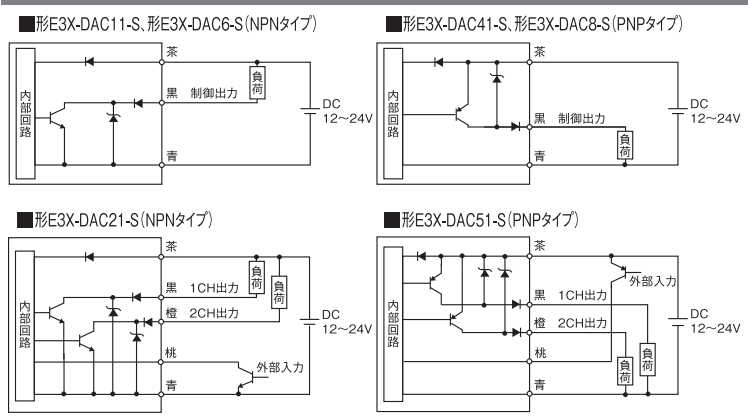 ■形E3X-DAC11-S、形E3X-DAC6-S(NPNタイプ)
茶
負荷
内部回路
黒 制御出力
DC
12～24V
青
■形E3X-DAC41-S、形E3X-DAC8-S(PNPタイプ)
茶
内部回路
黒 制御出力
負荷
DC
12～24V
青
■形E3X-DAC21-S(NPNタイプ)
茶
負荷
負荷
内部回路
黒 1CH出力
橙 2CH出力
DC
12～24V
桃
外部入力
青
■形E3X-DAC51-S(PNPタイプ)
茶
外部入力
内部回路
黒 1CH出力
橙 2CH出力
DC
12～24V
桃
負荷
負荷
青